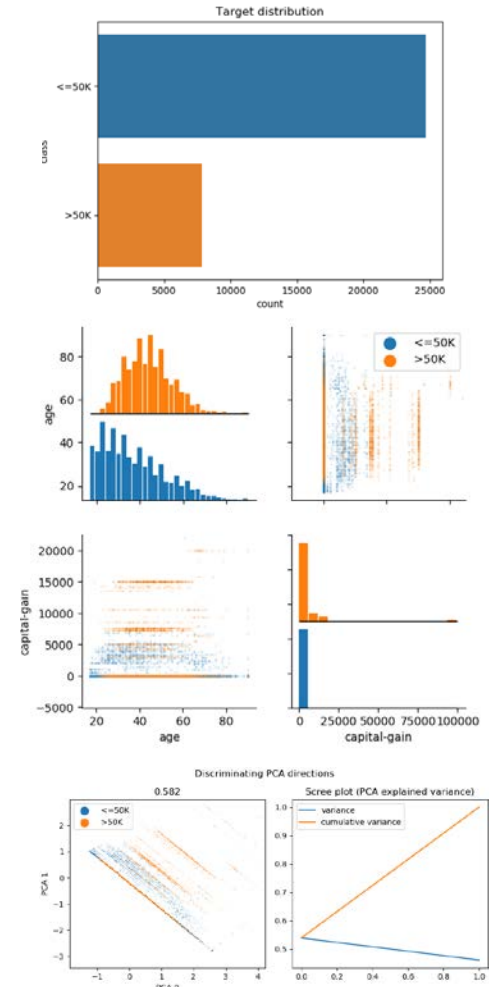 Target distribution
<=50K
class
>50K
0 5000 10000 15000 20000 25000
count
80
60
40
20
age
<=50K
>50K
20000
15000
10000
5000
0
−5000
capital-gain
20 40 60 80
age
0 25000 50000 75000 100000
capital-gain
Discriminating PCA directions
0.582
<=50K
>50K
2
1
0
−1
−2
−3
PCA 1
−1 0 1 2 3 4
Scree plot (PCA explained variance)
variance
cumulative variance
1.0
0.9
0.8
0.7
0.6
0.5
0.0 0.2 0.4 0.6 0.8 1.0